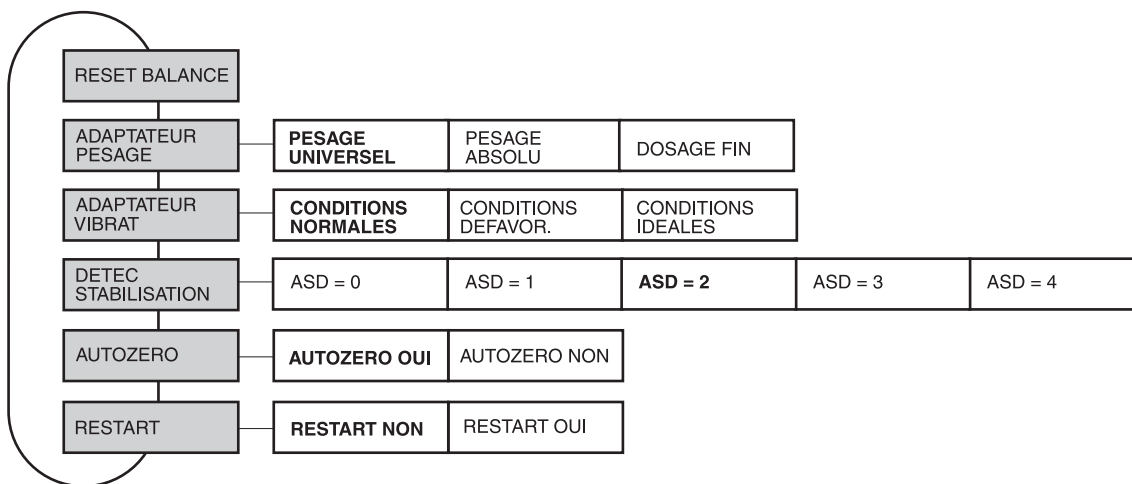 RESET BALANCE
ADAPTATEUR
PESAGE
PESAGE
UNIVERSEL
PESAGE
ABSOLU
DOSAGE FIN
ADAPTATEUR
VIBRAT
CONDITIONS
NORMALES
CONDITIONS
DEFAVOR.
CONDITIONS
IDEALES
DETEC
STABILISATION
ASD = 0
ASD = 1
ASD = 2
ASD = 3
ASD = 4
AUTOZERO
AUTOZERO OUI
AUTOZERO NON
RESTART
RESTART NON
RESTART OUI